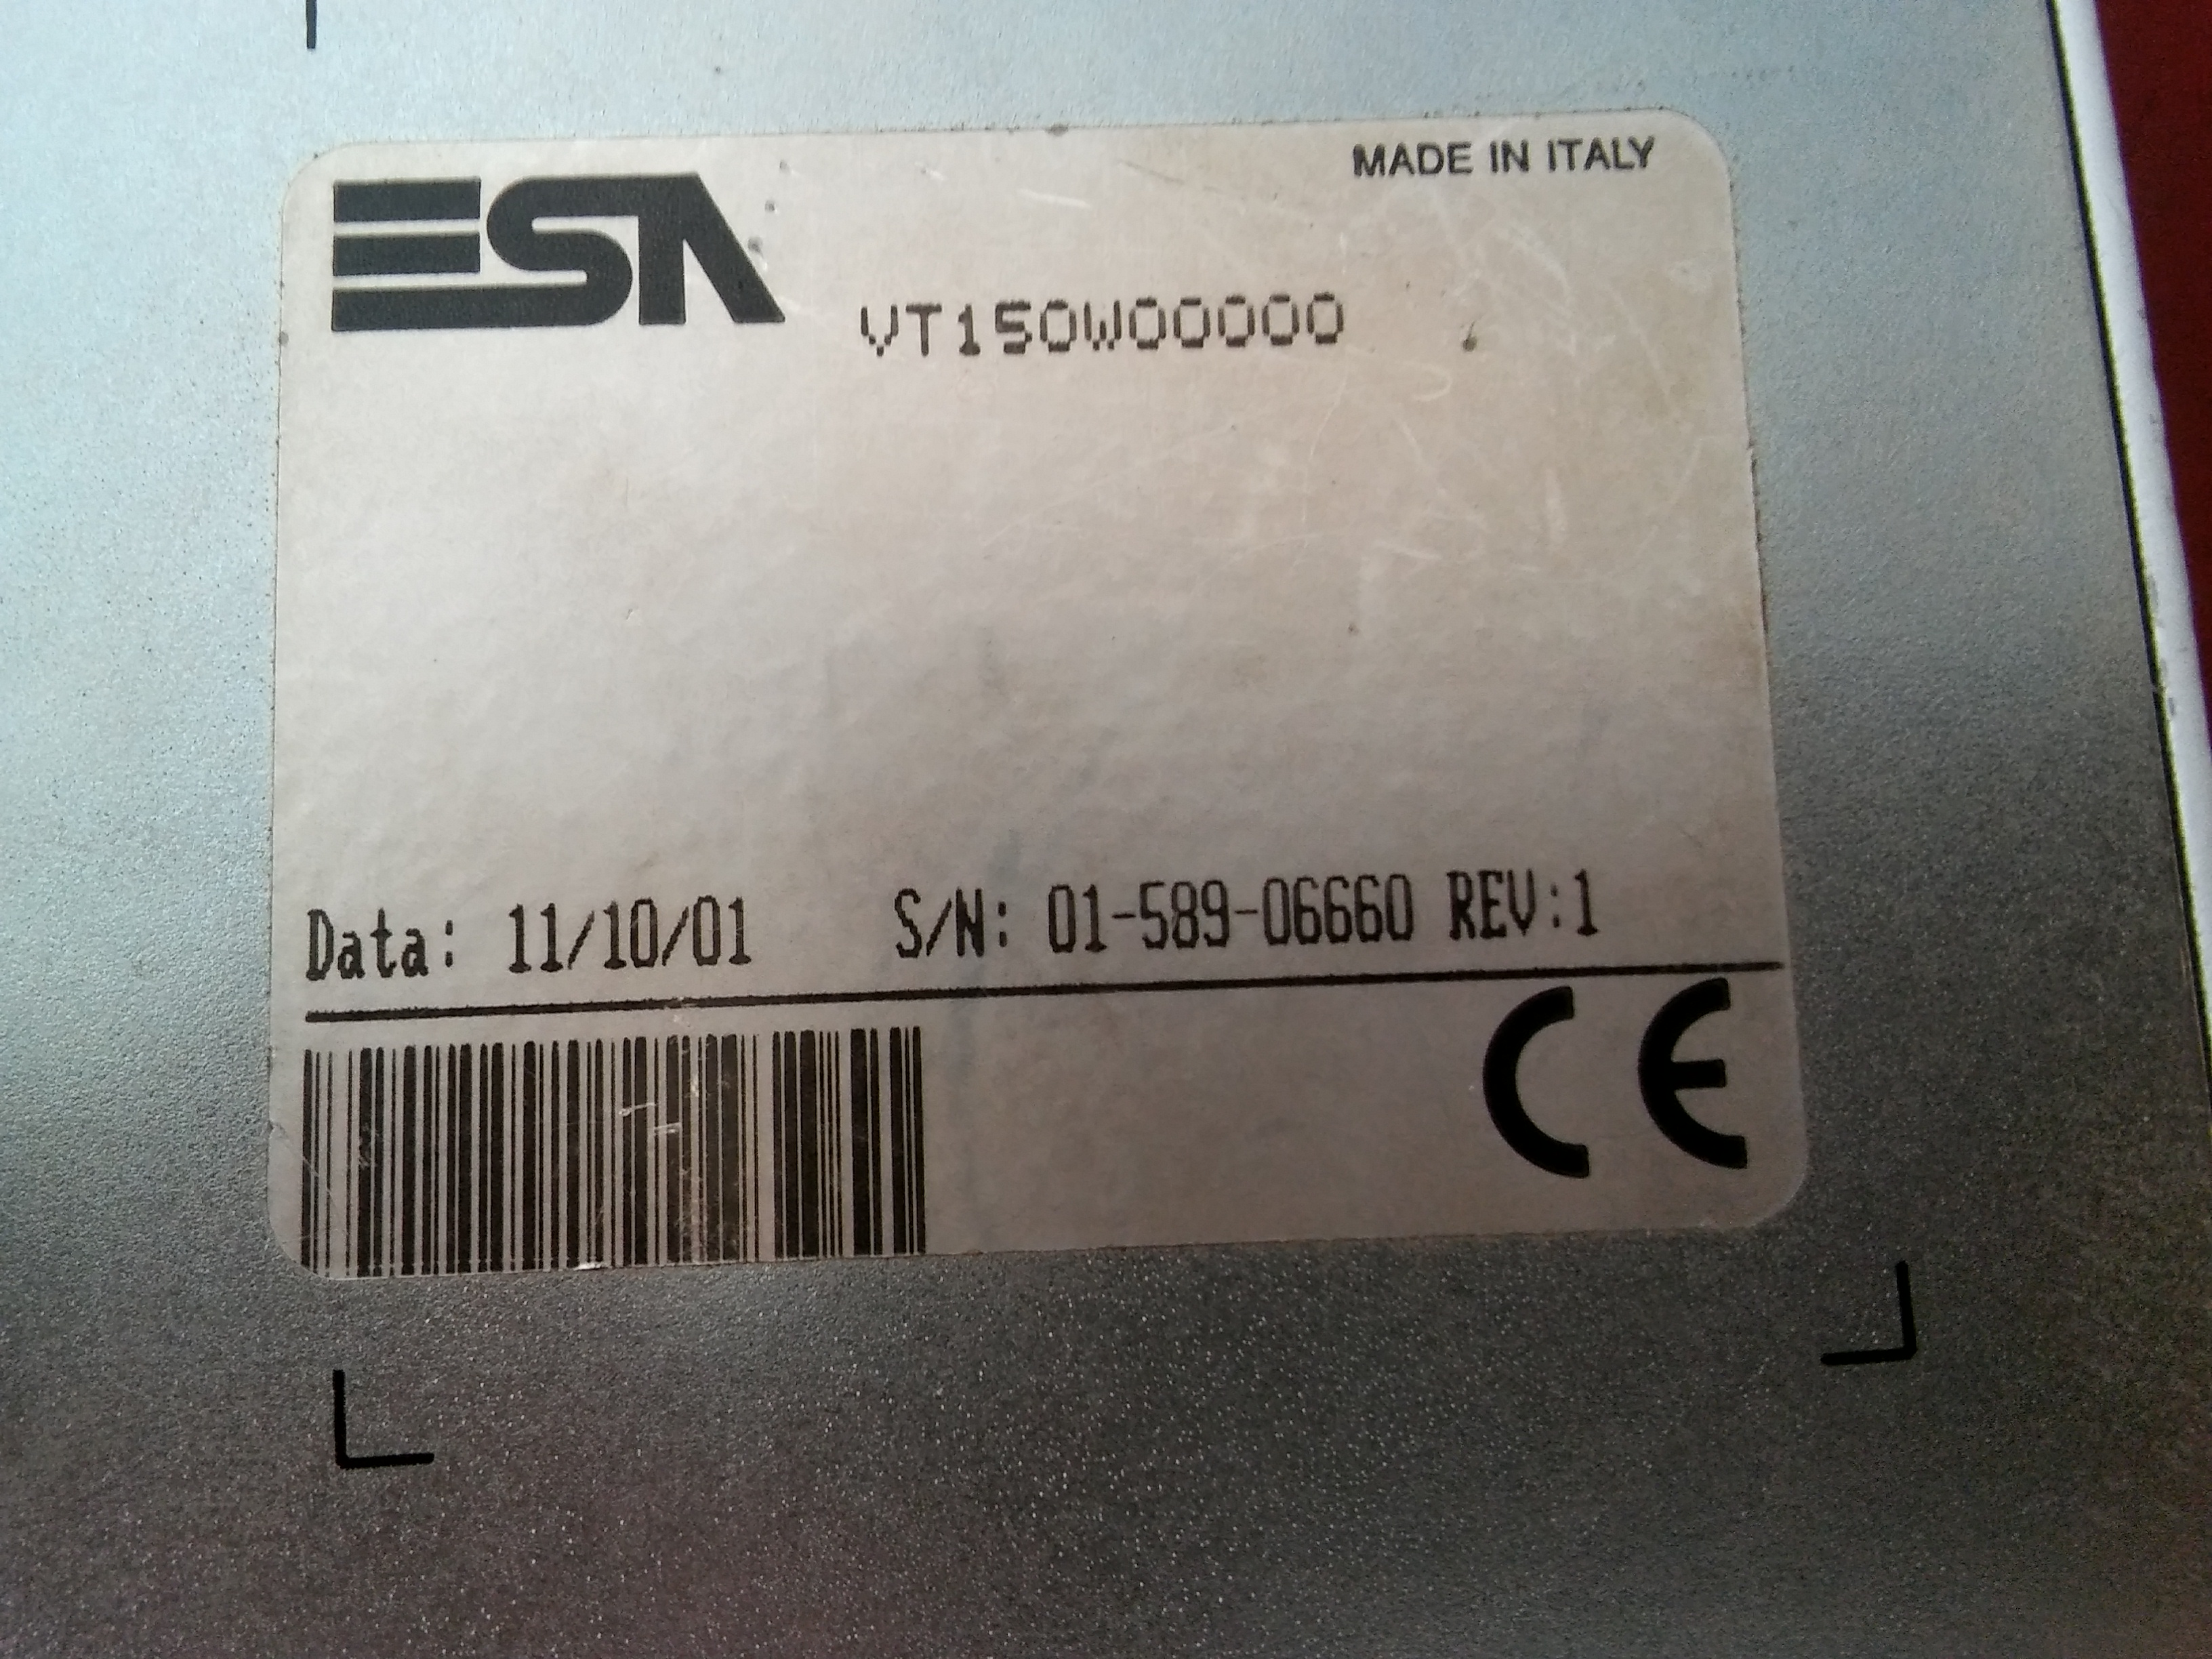 MADE IN ITALY
ESA
VT150W00000
Data: 11/10/01 S/N: 01-589-06660 REV:1
CE